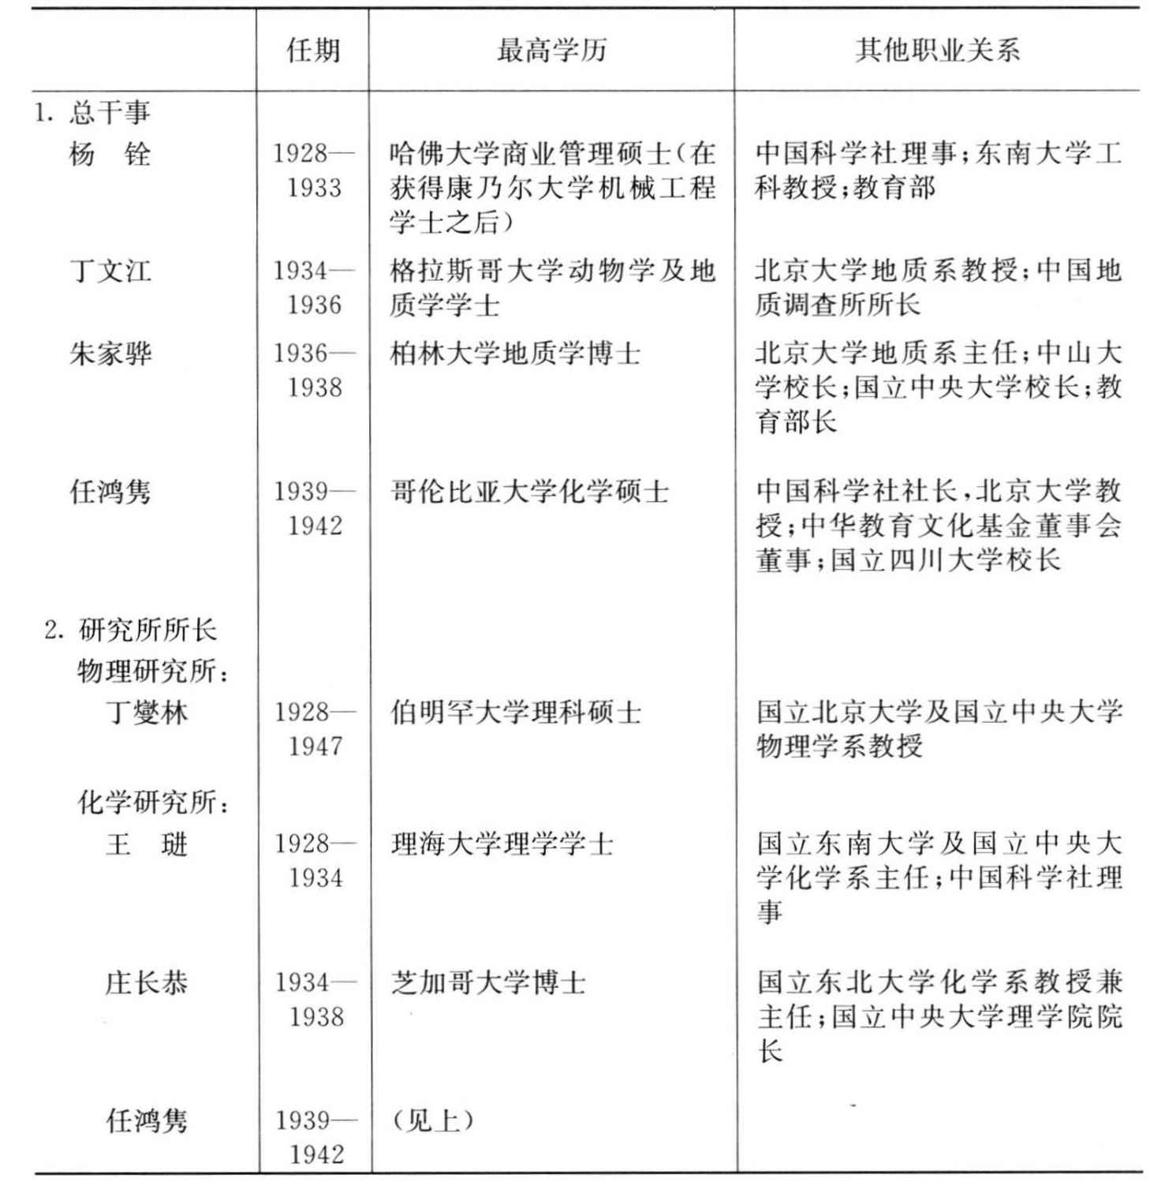 任期 最高学历 其他职业关系
1. 总干事
杨 铨 1928— 哈佛大学商业管理硕士(在 中国科学社理事;东南大学工
1933 获得康乃尔大学机械工程 科教授;教育部
学士之后)
丁文江 1934— 格拉斯哥大学动物学及地 北京大学地质系教授;中国地
1936 质学学士 质调查所所长
朱家骅 1936— 柏林大学地质学博士 北京大学地质系主任;中山大
1938 学校长;国立中央大学校长;教
育部长
任鸿隽 1939— 哥伦比亚大学化学硕士 中国科学社社长,北京大学教
1942 授;中华教育文化基金董事会
董事;国立四川大学校长
2. 研究所所长
物理研究所:
丁燮林 1928— 伯明罕大学理科硕士 国立北京大学及国立中央大学
1947 物理学系教授
化学研究所:
王 琎 1928— 理海大学理学学士 国立东南大学及国立中央大
1934 学化学系主任;中国科学社理
事
庄长恭 1934— 芝加哥大学博士 国立东北大学化学系教授兼
1938 主任;国立中央大学理学院院
长
任鸿隽 1939— (见上)
1942